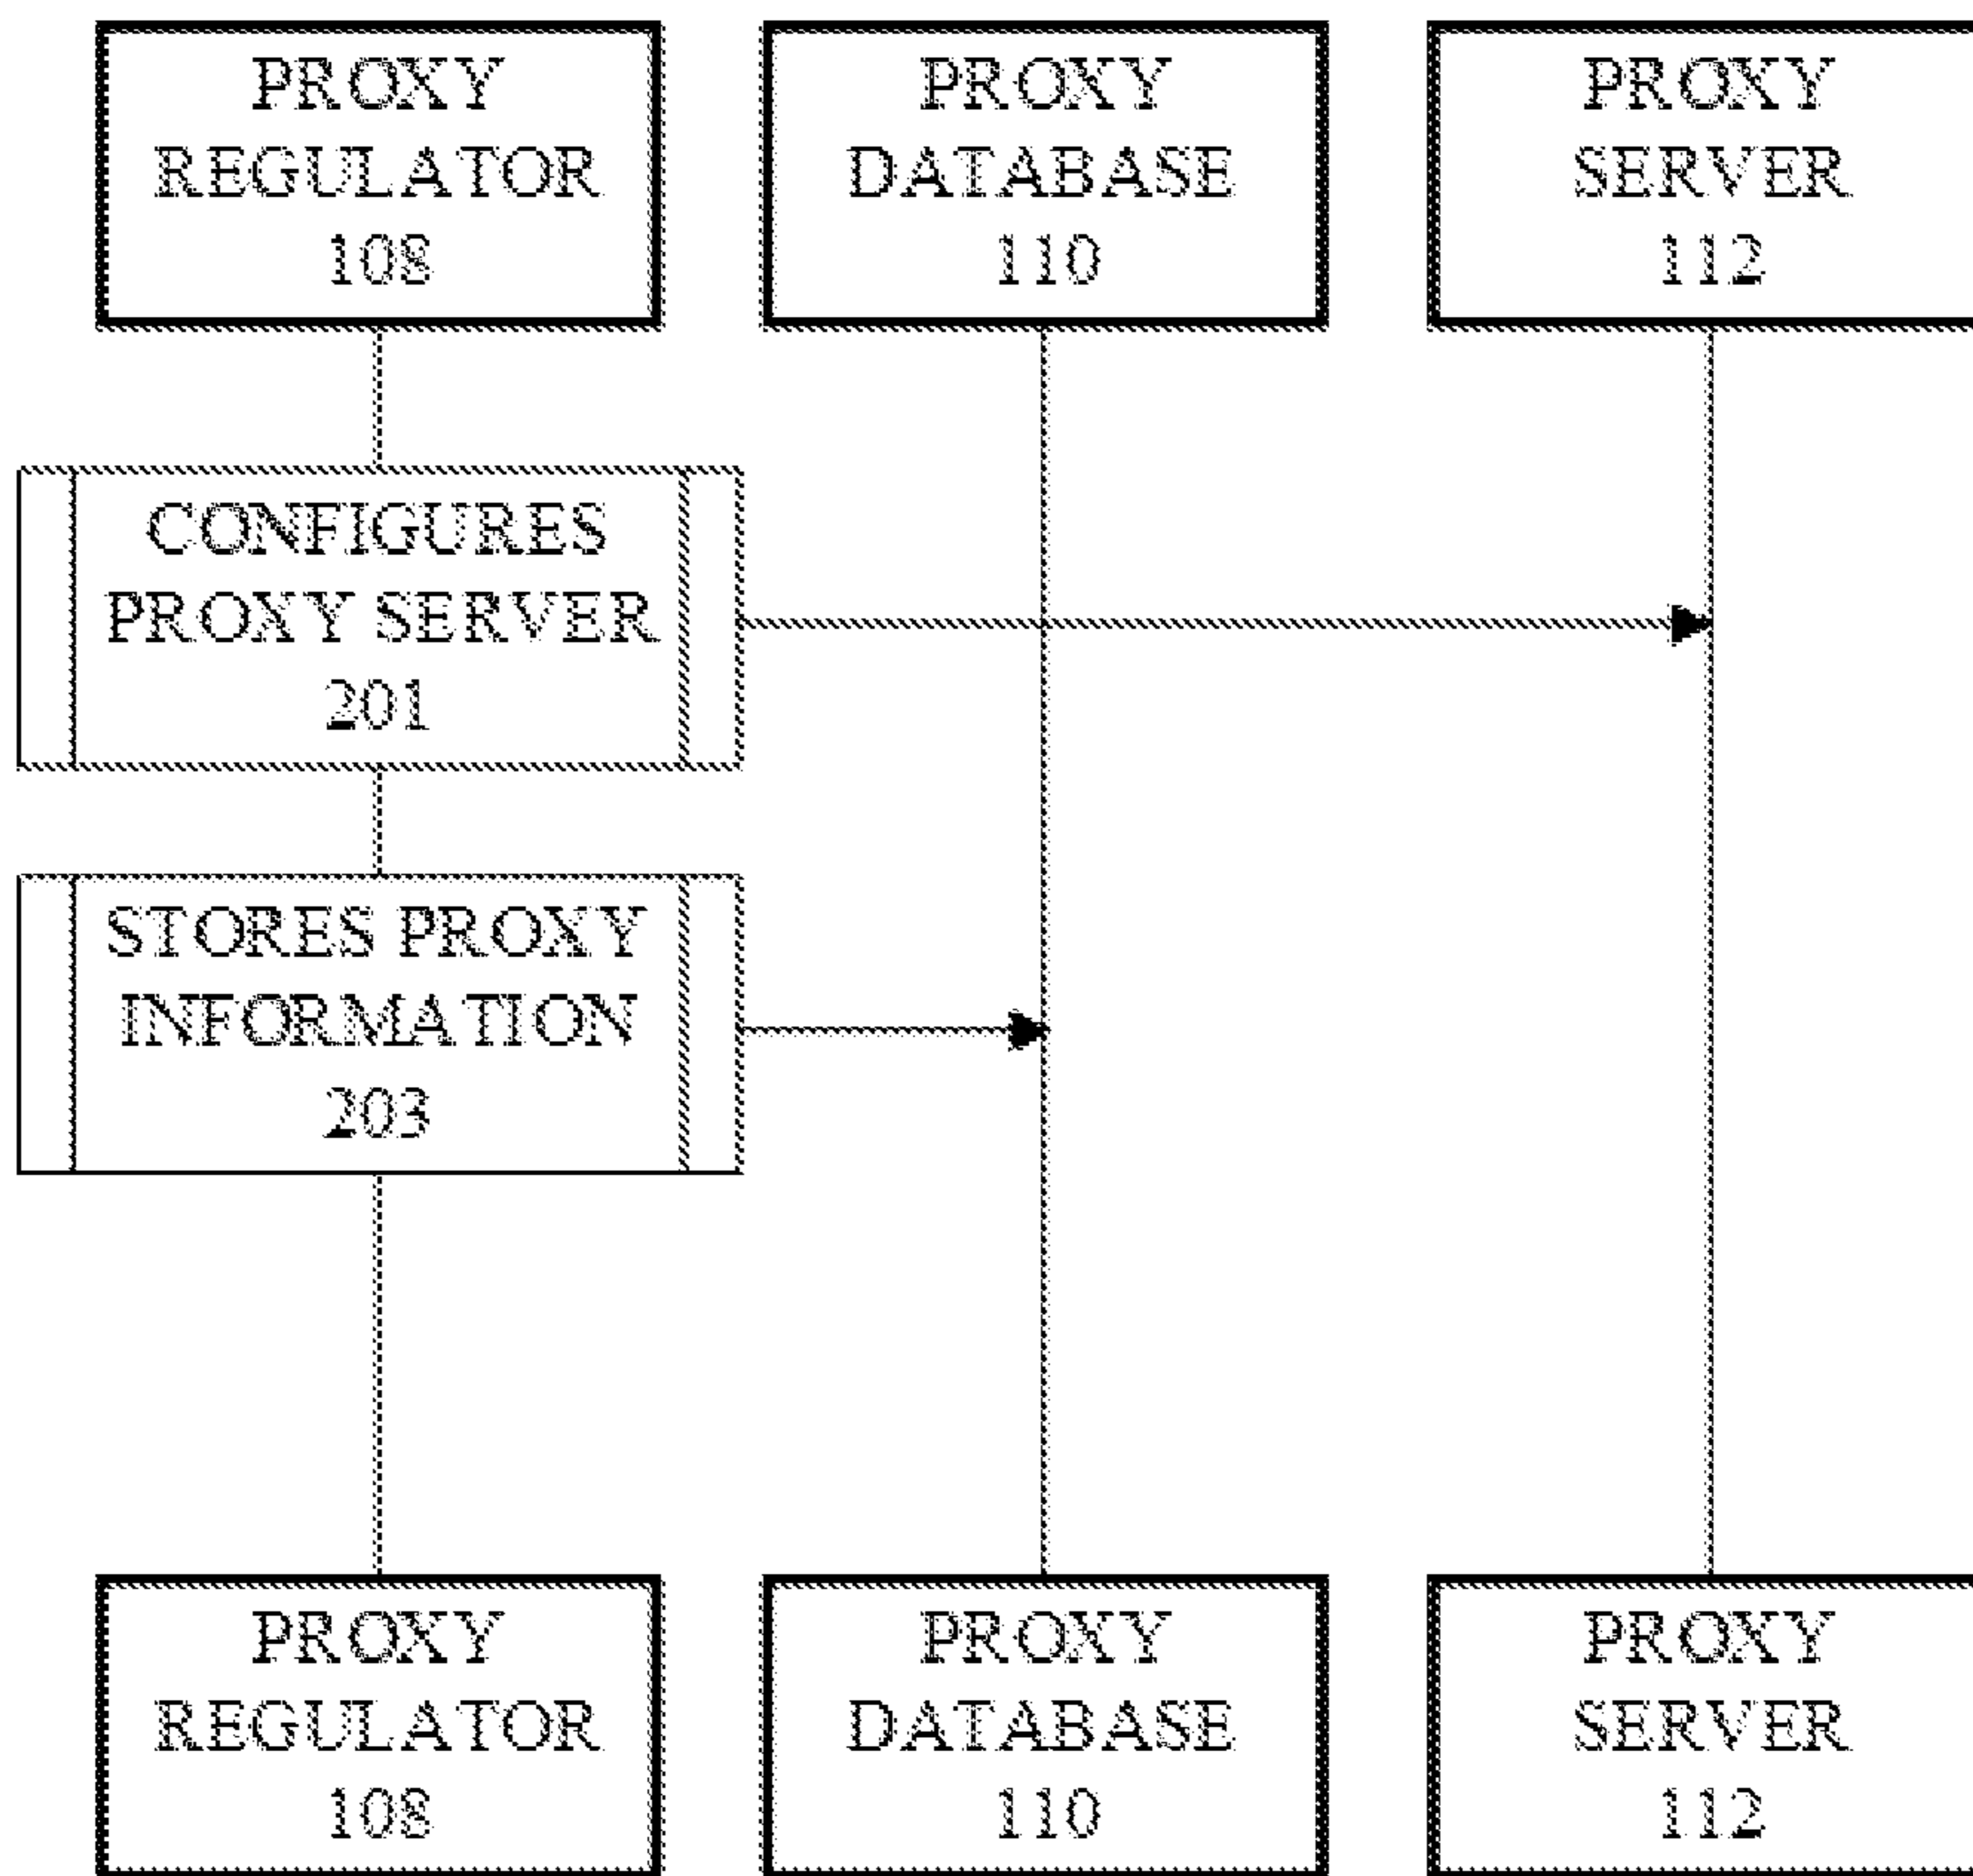 PROXY
REGULATOR
108
PROXY
DATABASE
110
PROXY
SERVER
112
CONFIGURES
PROXY SERVER
201
STORES PROXY
INFORMATION
203
PROXY
REGULATOR
108
PROXY
DATABASE
110
PROXY
SERVER
112